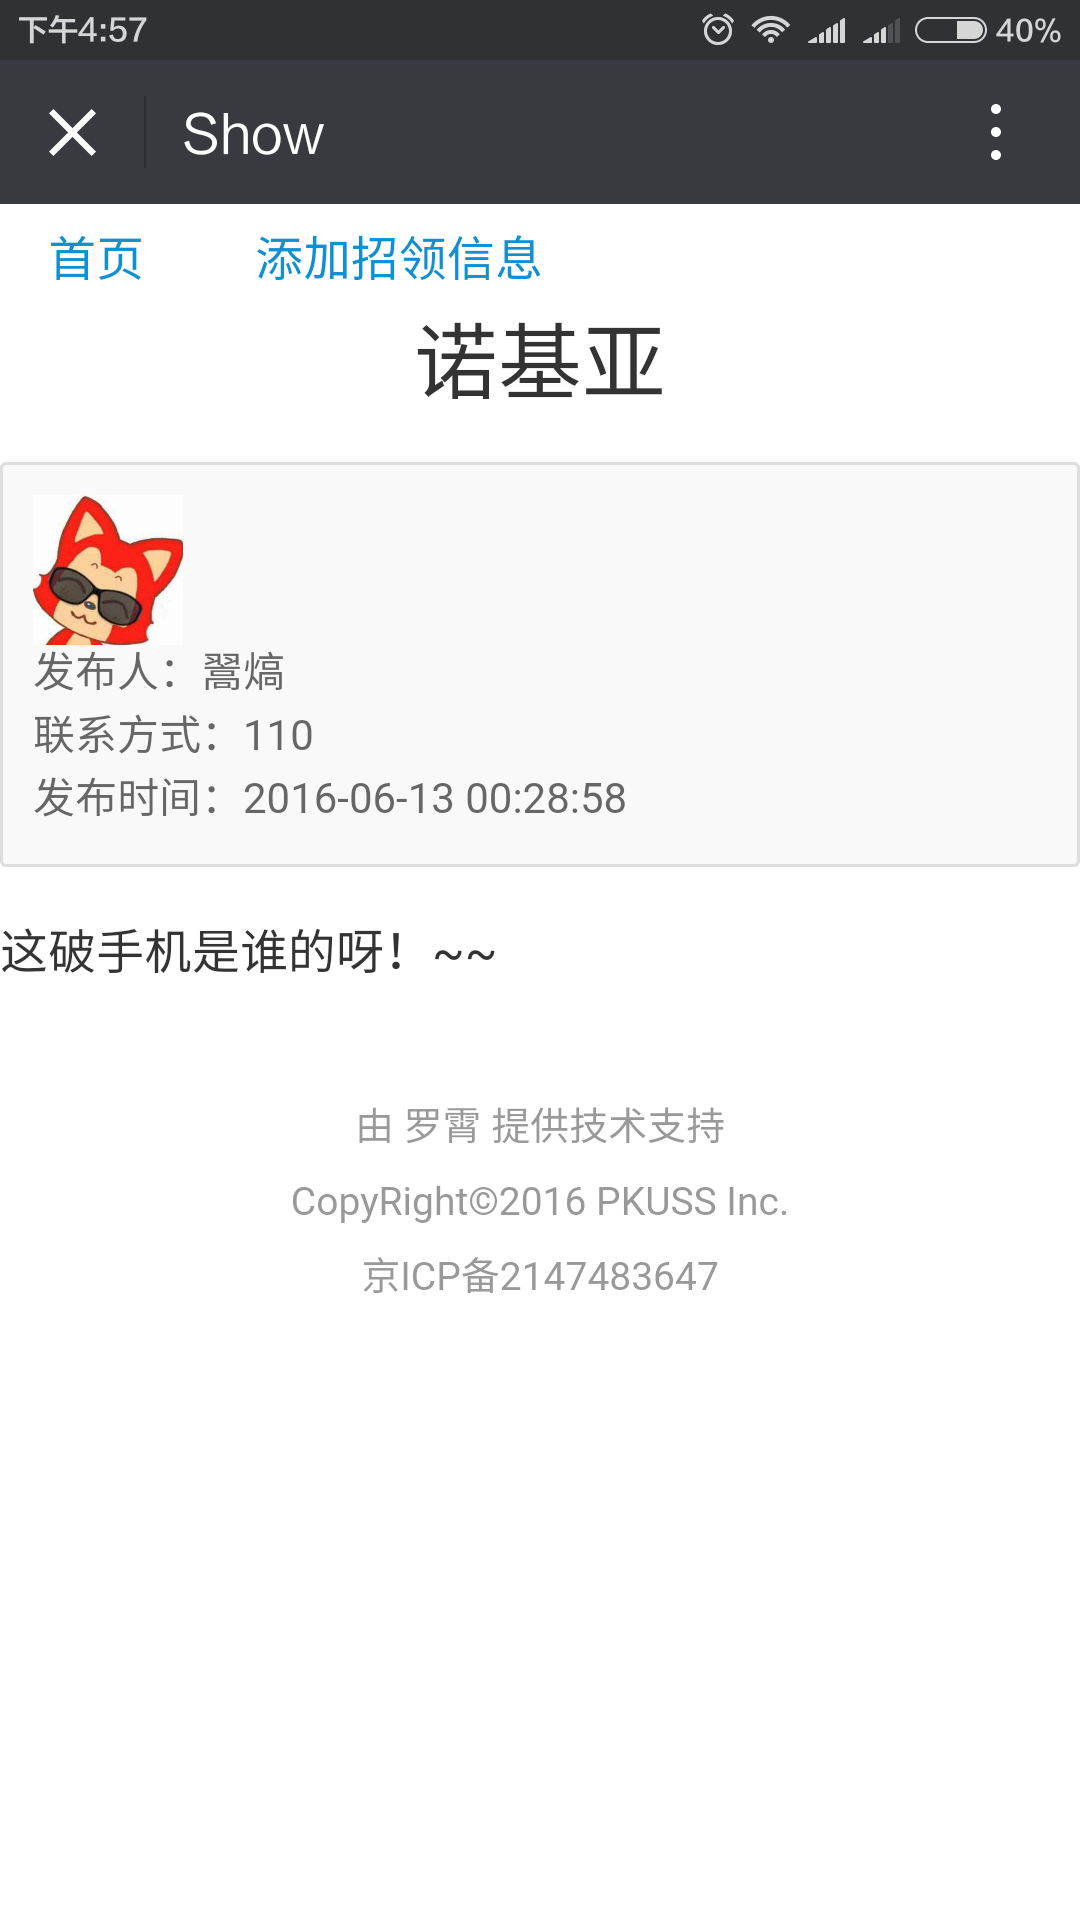 下午4:57 40%
Show
首页 添加招领信息
诺基亚
发布人：翯熇
联系方式：110
发布时间：2016-06-13 00:28:58
这破手机是谁的呀！~~
由 罗霄 提供技术支持
CopyRight©2016 PKUSS Inc.
京ICP备2147483647